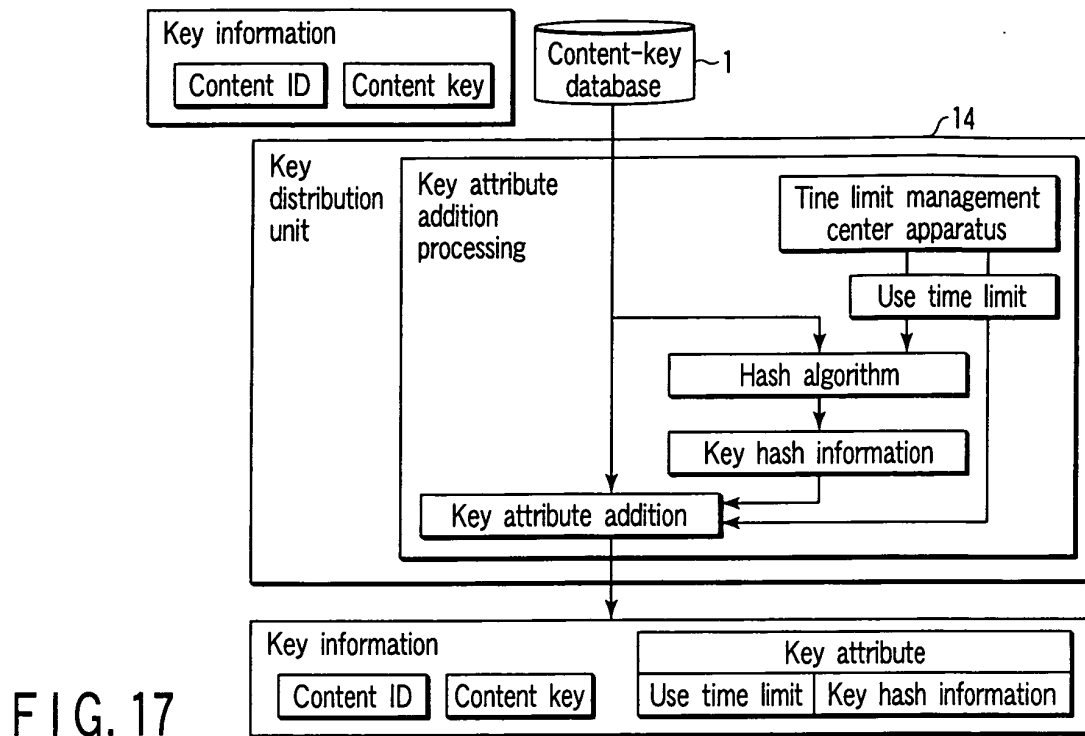 Key information
Content ID
Content key
Content-key
database
1
14
Key
distribution
unit
Key attribute
addition
processing
Tine limit management
center apparatus
Use time limit
Hash algorithm
Key hash information
Key attribute addition
Key information
Content ID
Content key
Key attribute
Use time limit
Key hash information
FIG. 17